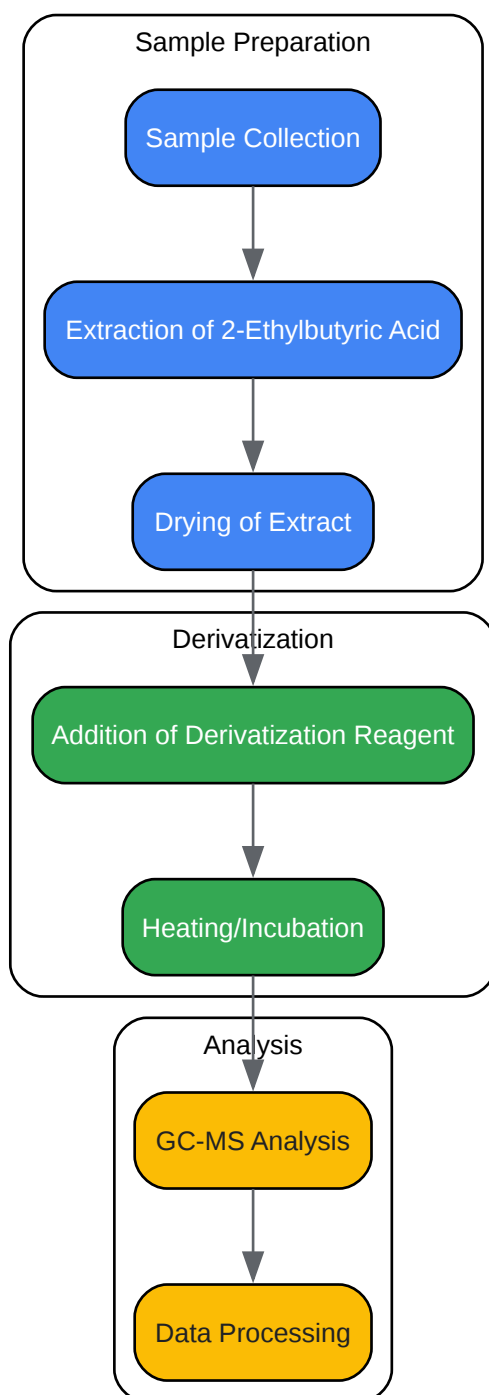 Sample Preparation
Sample Collection
Extraction of 2-Ethylbutyric Acid
Drying of Extract
Derivatization
Addition of Derivatization Reagent
Heating/Incubation
Analysis
GC-MS Analysis
Data Processing